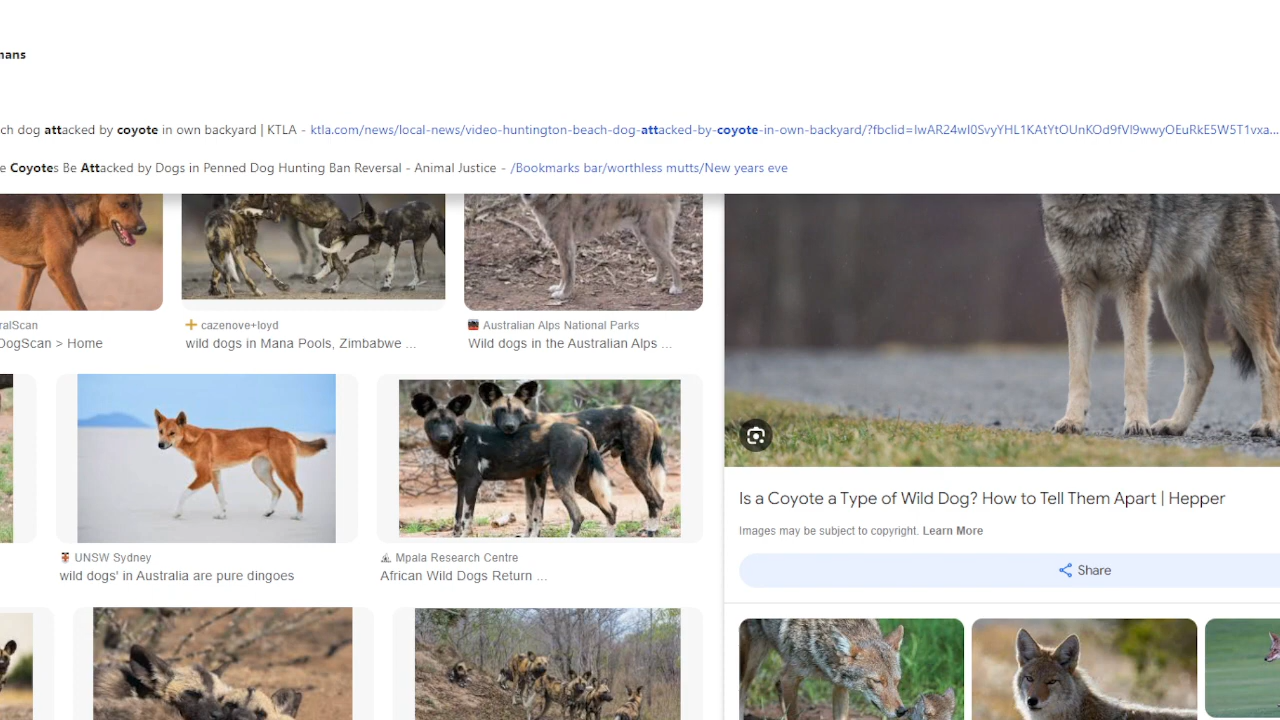 mans
ch dog attacked by coyote in own backyard | KTLA - ktla.com/news/local-news/video-huntington-beach-dog-attacked-by-coyote-in-own-backyard/?fbclid=IwAR24wI0SvyYHL1KAtYtOUnKOd9fVl9wwyOEuRkE5W5T1vxa...
e Coyotes Be Attacked by Dogs in Penned Dog Hunting Ban Reversal - Animal Justice - /Bookmarks bar/worthless mutts/New years eve
ralScan
DogScan > Home
cazenove+loyd
wild dogs in Mana Pools, Zimbabwe ...
Australian Alps National Parks
Wild dogs in the Australian Alps ...
UNSW Sydney
wild dogs' in Australia are pure dingoes
Mpala Research Centre
African Wild Dogs Return ...
Is a Coyote a Type of Wild Dog? How to Tell Them Apart | Hepper
Images may be subject to copyright. Learn More
Share